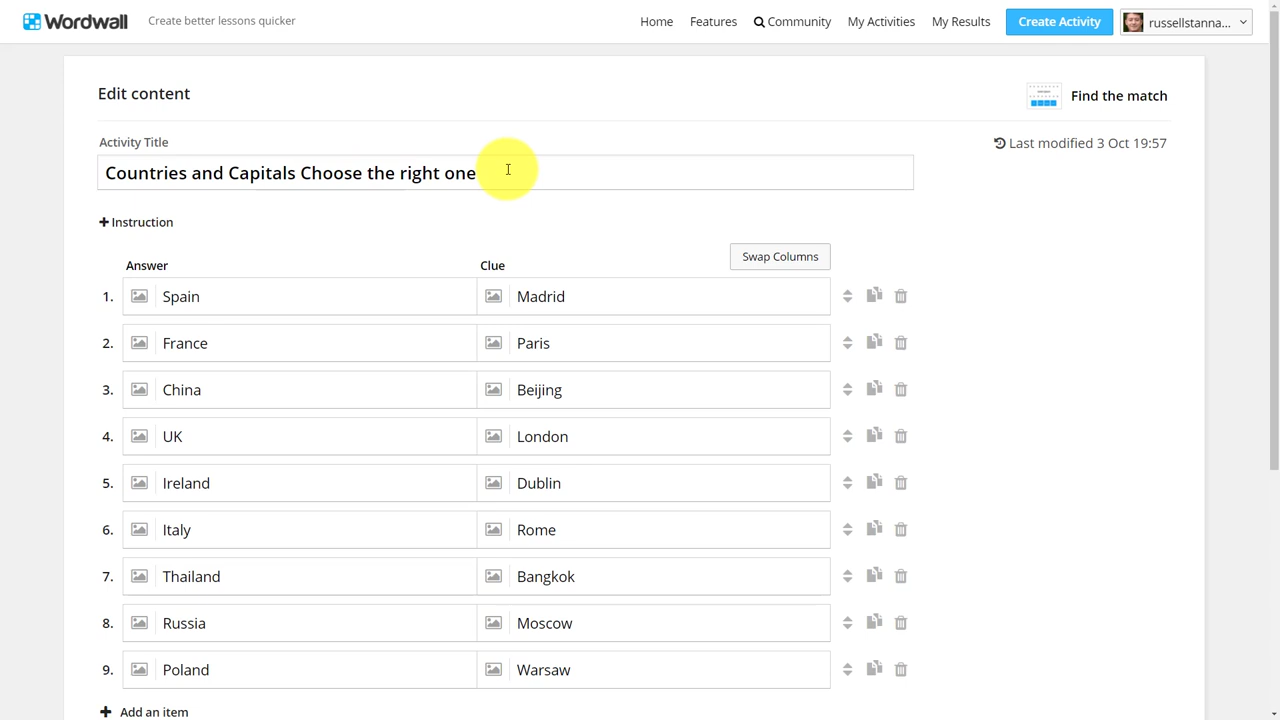 Wordwall Create better lessons quicker Home Features Community My Activities My Results Create Activity russellstanna...
Edit content Find the match
Activity Title Last modified 3 Oct 19:57
Countries and Capitals Choose the right one
Instruction
Answer Clue Swap Columns
1. Spain Madrid
2. France Paris
3. China Beijing
4. UK London
5. Ireland Dublin
6. Italy Rome
7. Thailand Bangkok
8. Russia Moscow
9. Poland Warsaw
Add an item